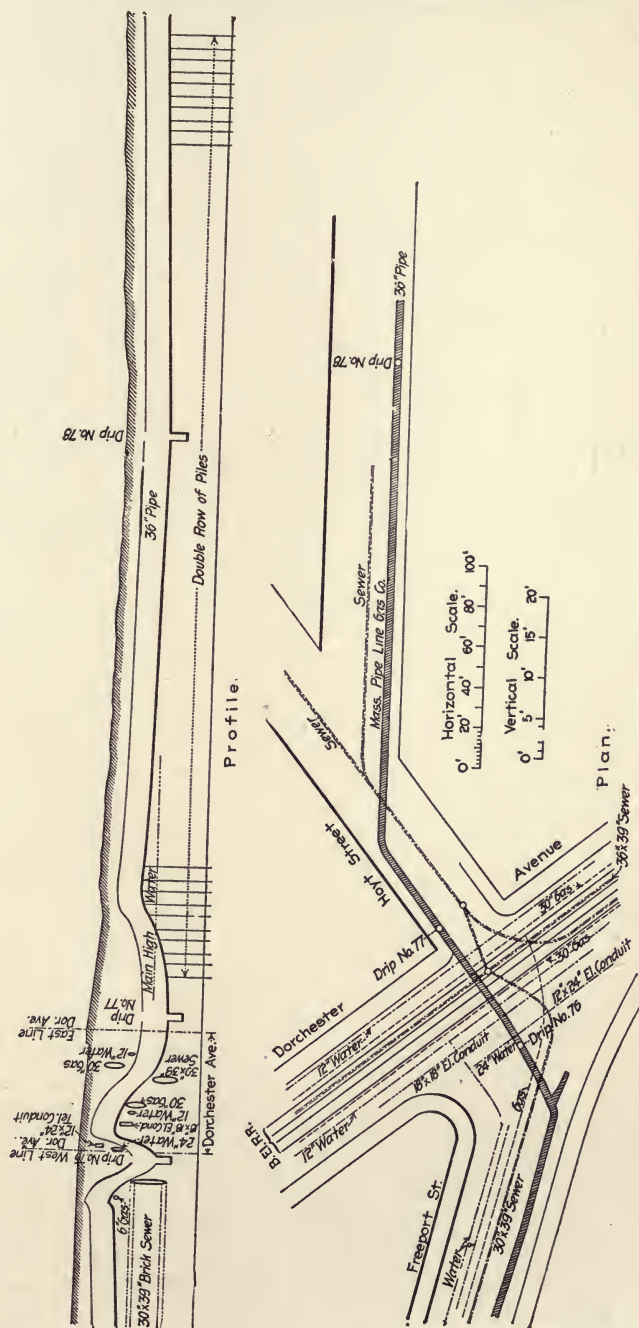 Drip No.78
36" Pipe
Double Row of Piles
Main High Water
Drip
No.77
East Line
Dor. Ave.
12" Water
30" Gas
30"x39"
Sewer
30" Gas
12" Water
18"x18" El. Cond.
24" Water
12"x24"
Tel. Conduit
Dor. Ave.
West Line
Drip No.76
Dorchester Ave.
6" Gas
30"x39" Brick Sewer
Profile.
36" Pipe
Drip No.78
Sewer
Mass. Pipe Line Gas Co.
Sewer
Hoyt Street
Horizontal Scale.
0' 20' 40' 60' 80' 100'
Vertical Scale.
0' 5' 10' 15' 20'
Drip No.77
Dorchester
Avenue
30" Gas
36"x39" Sewer
30" Gas
12"x24" El. Conduit
12" Water
18"x18" El. Conduit
24" Water
Drip No.76
B. El. R.R.
12" Water
Freeport St.
Gas
Water
30"x39" Sewer
Plan.